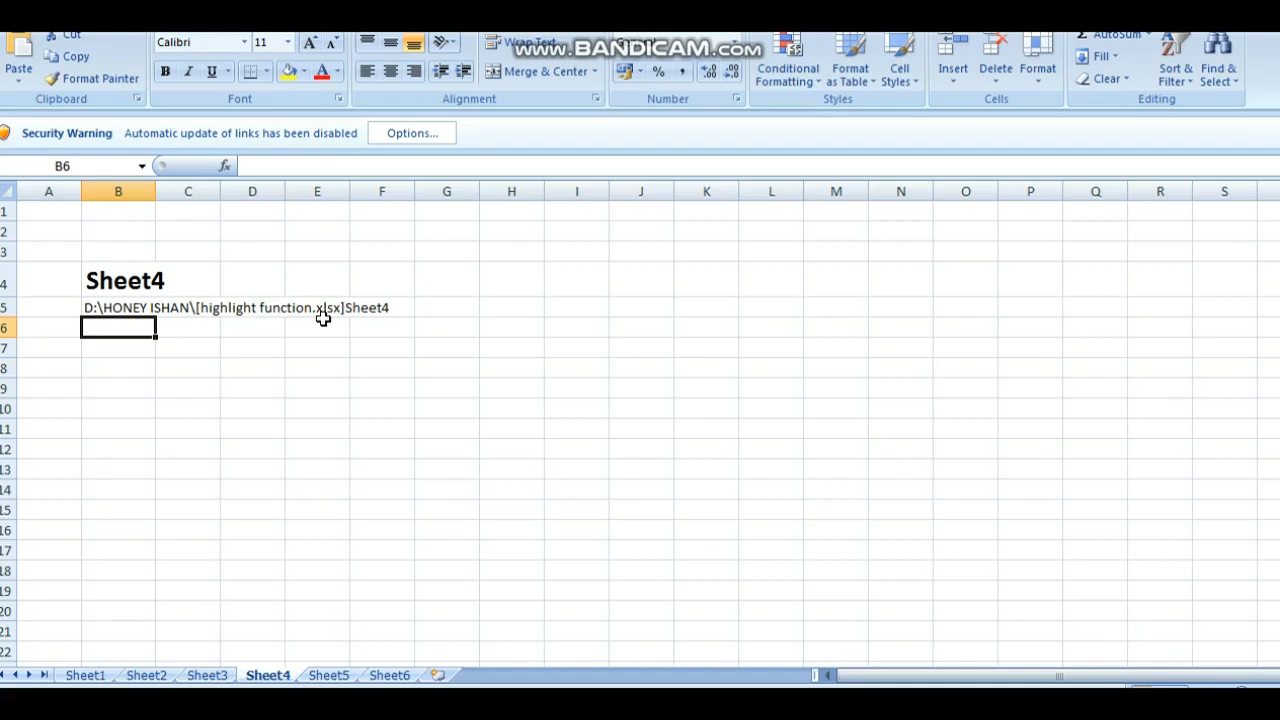 Cut
Calibri
11
www.BANDICAM.com
Wrap Text
AutoSum
Copy
Fill
Paste
Format Painter
B I U
Merge & Center
%
Conditional Formatting
Format as Table
Cell Styles
Insert
Delete
Format
Clear
Sort & Filter
Find & Select
Clipboard
Font
Alignment
Number
Styles
Cells
Editing
Security Warning Automatic update of links has been disabled Options...
B6
fx
A B C D E F G H I J K L M N O P Q R S
1
2
3
4 Sheet4
5 D:\HONEY ISHAN\[highlight function.xlsx]Sheet4
6
7
8
9
10
11
12
13
14
15
16
17
18
19
20
21
22
Sheet1 Sheet2 Sheet3 Sheet4 Sheet5 Sheet6